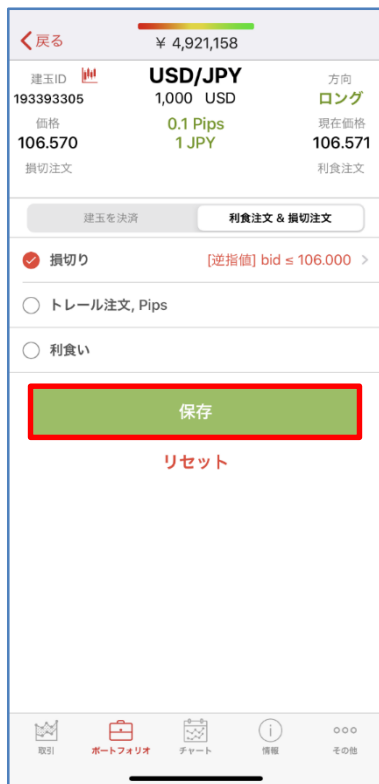 戻る
¥ 4,921,158
建玉ID
USD/JPY
方向
193393305
1,000 USD
ロング
価格
0.1 Pips
現在価格
106.570
1 JPY
106.571
損切注文
利食注文
建玉を決済
利食注文 & 損切注文
損切り
[逆指値] bid ≤ 106.000
トレール注文, Pips
利食い
保存
リセット
取引
ポートフォリオ
チャート
情報
その他